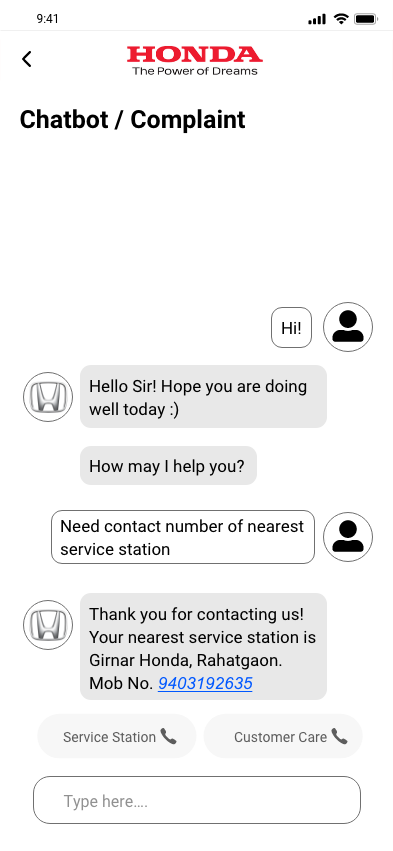 9:41
HONDA
The Power of Dreams
Chatbot / Complaint
Hi!
Hello Sir! Hope you are doing
well today :)
How may I help you?
Need contact number of nearest
service station
Thank you for contacting us!
Your nearest service station is
Girnar Honda, Rahatgaon.
Mob No. 9403192635
Service Station
Customer Care
Type here....